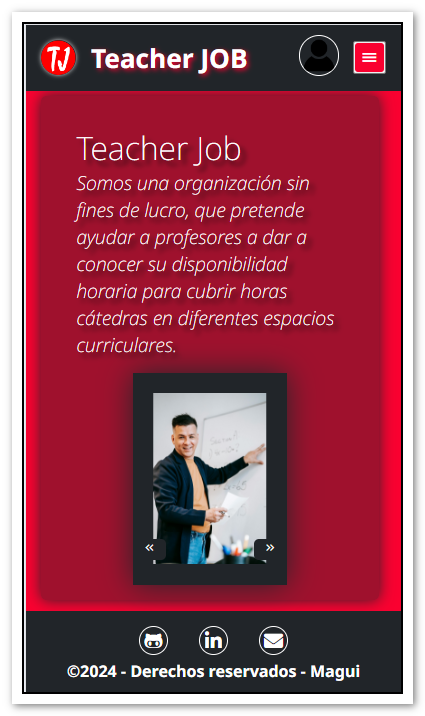 TJ Teacher JOB
Teacher Job
Somos una organización sin
fines de lucro, que pretende
ayudar a profesores a dar a
conocer su disponibilidad
horaria para cubrir horas
cátedras en diferentes espacios
curriculares.
« »
in
©2024 - Derechos reservados - Magui